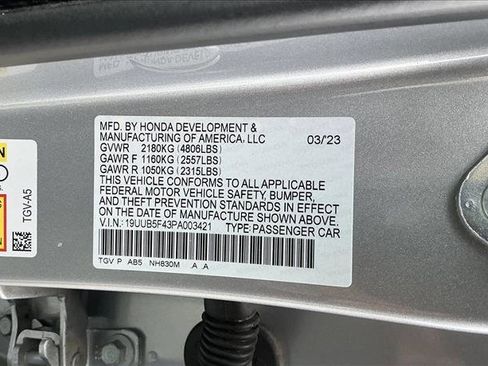 MFD. BY HONDA DEVELOPMENT &
MANUFACTURING OF AMERICA, LLC 03/'23
GVWR 2180KG (4806LBS)
GAWR F 1160KG (2557LBS)
GAWR R 1050KG (2315LBS)
THIS VEHICLE CONFORMS TO ALL APPLICABLE
FEDERAL MOTOR VEHICLE SAFETY, BUMPER,
AND THEFT PREVENTION STANDARDS IN EFFECT
ON THE DATE OF MANUFACTURE SHOWN ABOVE.
V.I.N.:19UUB5F43PA003421 TYPE:PASSENGER CAR
TGV P AB5 NH830M A A
TGV-A5